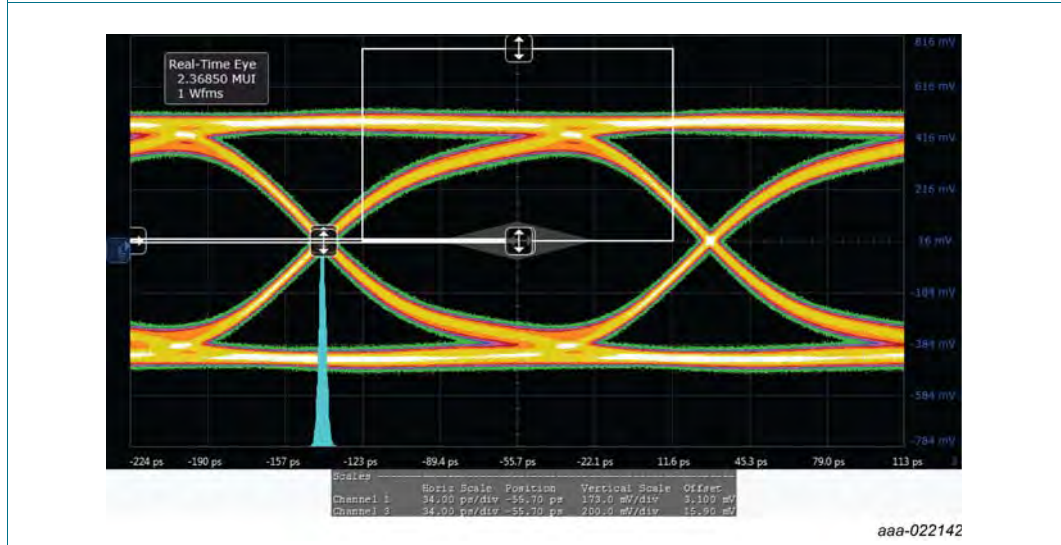 816 mV
Real-Time Eye
2.36850 MUI
1 Wfms
616 mV
416 mV
216 mV
16 mV
-184 mV
-384 mV
-584 mV
-784 mV
-224 ps -190 ps -157 ps -123 ps -89.4 ps -55.7 ps -22.1 ps 11.6 ps 45.3 ps 79.0 ps 113 ps
Scales
Horiz Scale Position Vertical Scale Offset
Channel 1 34.00 ps/div -55.70 ps 173.0 mV/div 3.100 mV
Channel 3 34.00 ps/div -55.70 ps 200.0 mV/div 15.90 mV
aaa-022142